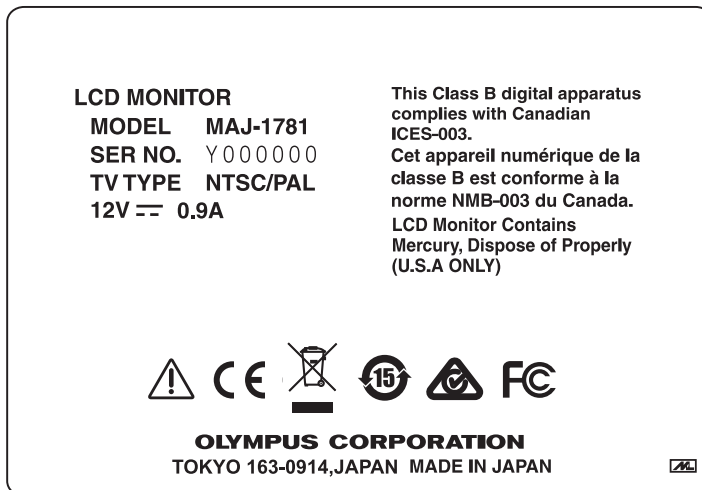 LCD MONITOR
MODEL MAJ-1781
SER NO. Y000000
TV TYPE NTSC/PAL
12V ⎓ 0.9A
This Class B digital apparatus
complies with Canadian
ICES-003.
Cet appareil numérique de la
classe B est conforme à la
norme NMB-003 du Canada.
LCD Monitor Contains
Mercury, Dispose of Properly
(U.S.A ONLY)
CE 15 FC
OLYMPUS CORPORATION
TOKYO 163-0914,JAPAN MADE IN JAPAN